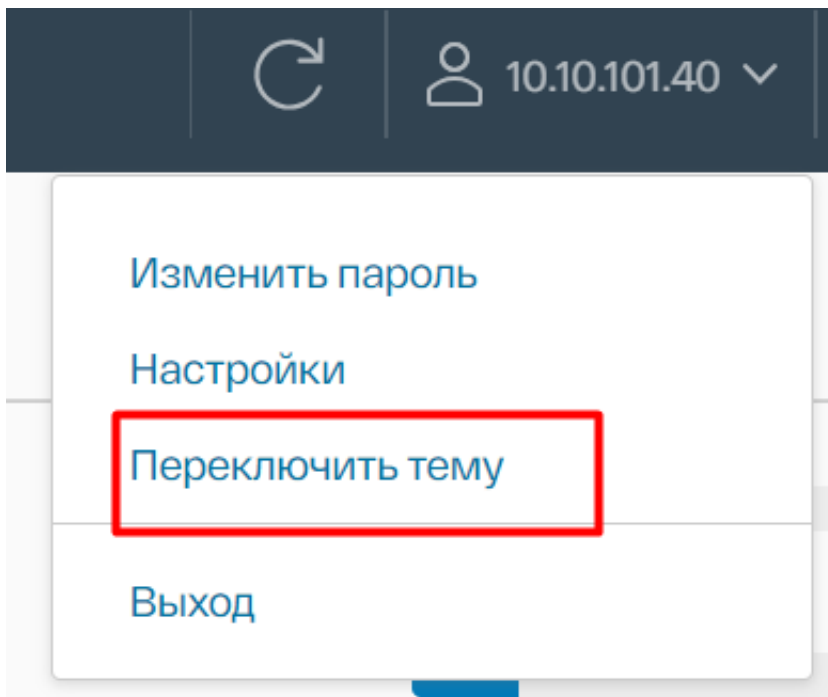 10.10.101.40
Изменить пароль
Настройки
Переключить тему
Выход